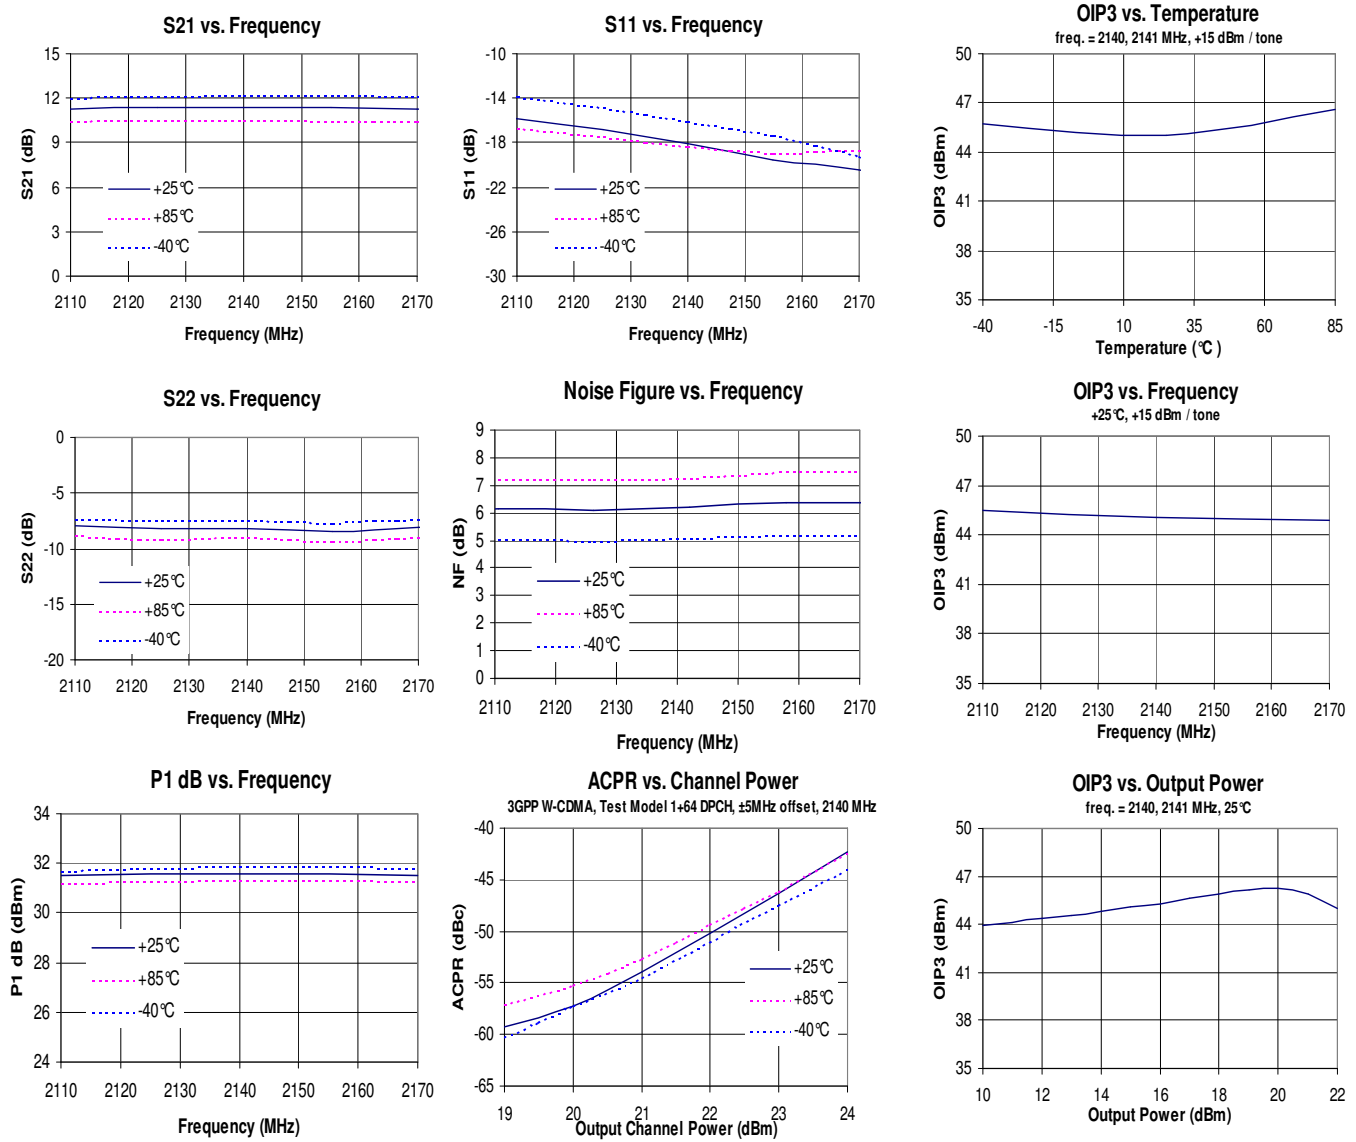 S21 vs. Frequency
15
12
9
6
3
0
S21 (dB)
+25°C
+85°C
-40°C
2110 2120 2130 2140 2150 2160 2170
Frequency (MHz)
S11 vs. Frequency
-10
-14
-18
-22
-26
-30
S11 (dB)
+25°C
+85°C
-40°C
2110 2120 2130 2140 2150 2160 2170
Frequency (MHz)
OIP3 vs. Temperature
freq. = 2140, 2141 MHz, +15 dBm / tone
50
47
44
41
38
35
OIP3 (dBm)
-40 -15 10 35 60 85
Temperature (°C )
S22 vs. Frequency
0
-5
-10
-15
-20
S22 (dB)
+25°C
+85°C
-40°C
2110 2120 2130 2140 2150 2160 2170
Frequency (MHz)
Noise Figure vs. Frequency
9
8
7
6
5
4
3
2
1
0
NF (dB)
+25°C
+85°C
-40°C
2110 2120 2130 2140 2150 2160 2170
Frequency (MHz)
OIP3 vs. Frequency
+25°C, +15 dBm / tone
50
47
44
41
38
35
OIP3 (dBm)
2110 2120 2130 2140 2150 2160 2170
Frequency (MHz)
P1 dB vs. Frequency
34
32
30
28
26
24
P1 dB (dBm)
+25°C
+85°C
-40°C
2110 2120 2130 2140 2150 2160 2170
Frequency (MHz)
ACPR vs. Channel Power
3GPP W-CDMA, Test Model 1+64 DPCH, ±5MHz offset, 2140 MHz
-40
-45
-50
-55
-60
-65
ACPR (dBc)
+25°C
+85°C
-40°C
19 20 21 22 23 24
Output Channel Power (dBm)
OIP3 vs. Output Power
freq. = 2140, 2141 MHz, 25°C
50
47
44
41
38
35
OIP3 (dBm)
10 12 14 16 18 20 22
Output Power (dBm)